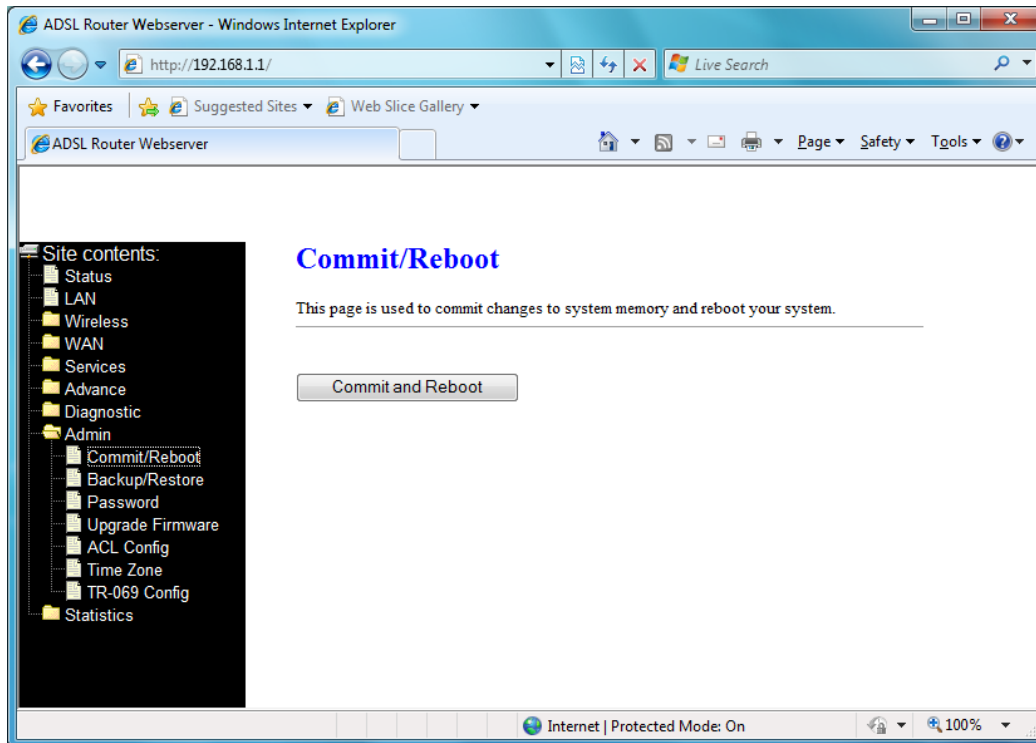 ADSL Router Webserver - Windows Internet Explorer
http://192.168.1.1/
Live Search
Favorites
Suggested Sites
Web Slice Gallery
ADSL Router Webserver
Page
Safety
Tools
Site contents:
Status
LAN
Wireless
WAN
Services
Advance
Diagnostic
Admin
Commit/Reboot
Backup/Restore
Password
Upgrade Firmware
ACL Config
Time Zone
TR-069 Config
Statistics
Commit/Reboot
This page is used to commit changes to system memory and reboot your system.
Commit and Reboot
Internet | Protected Mode: On
100%